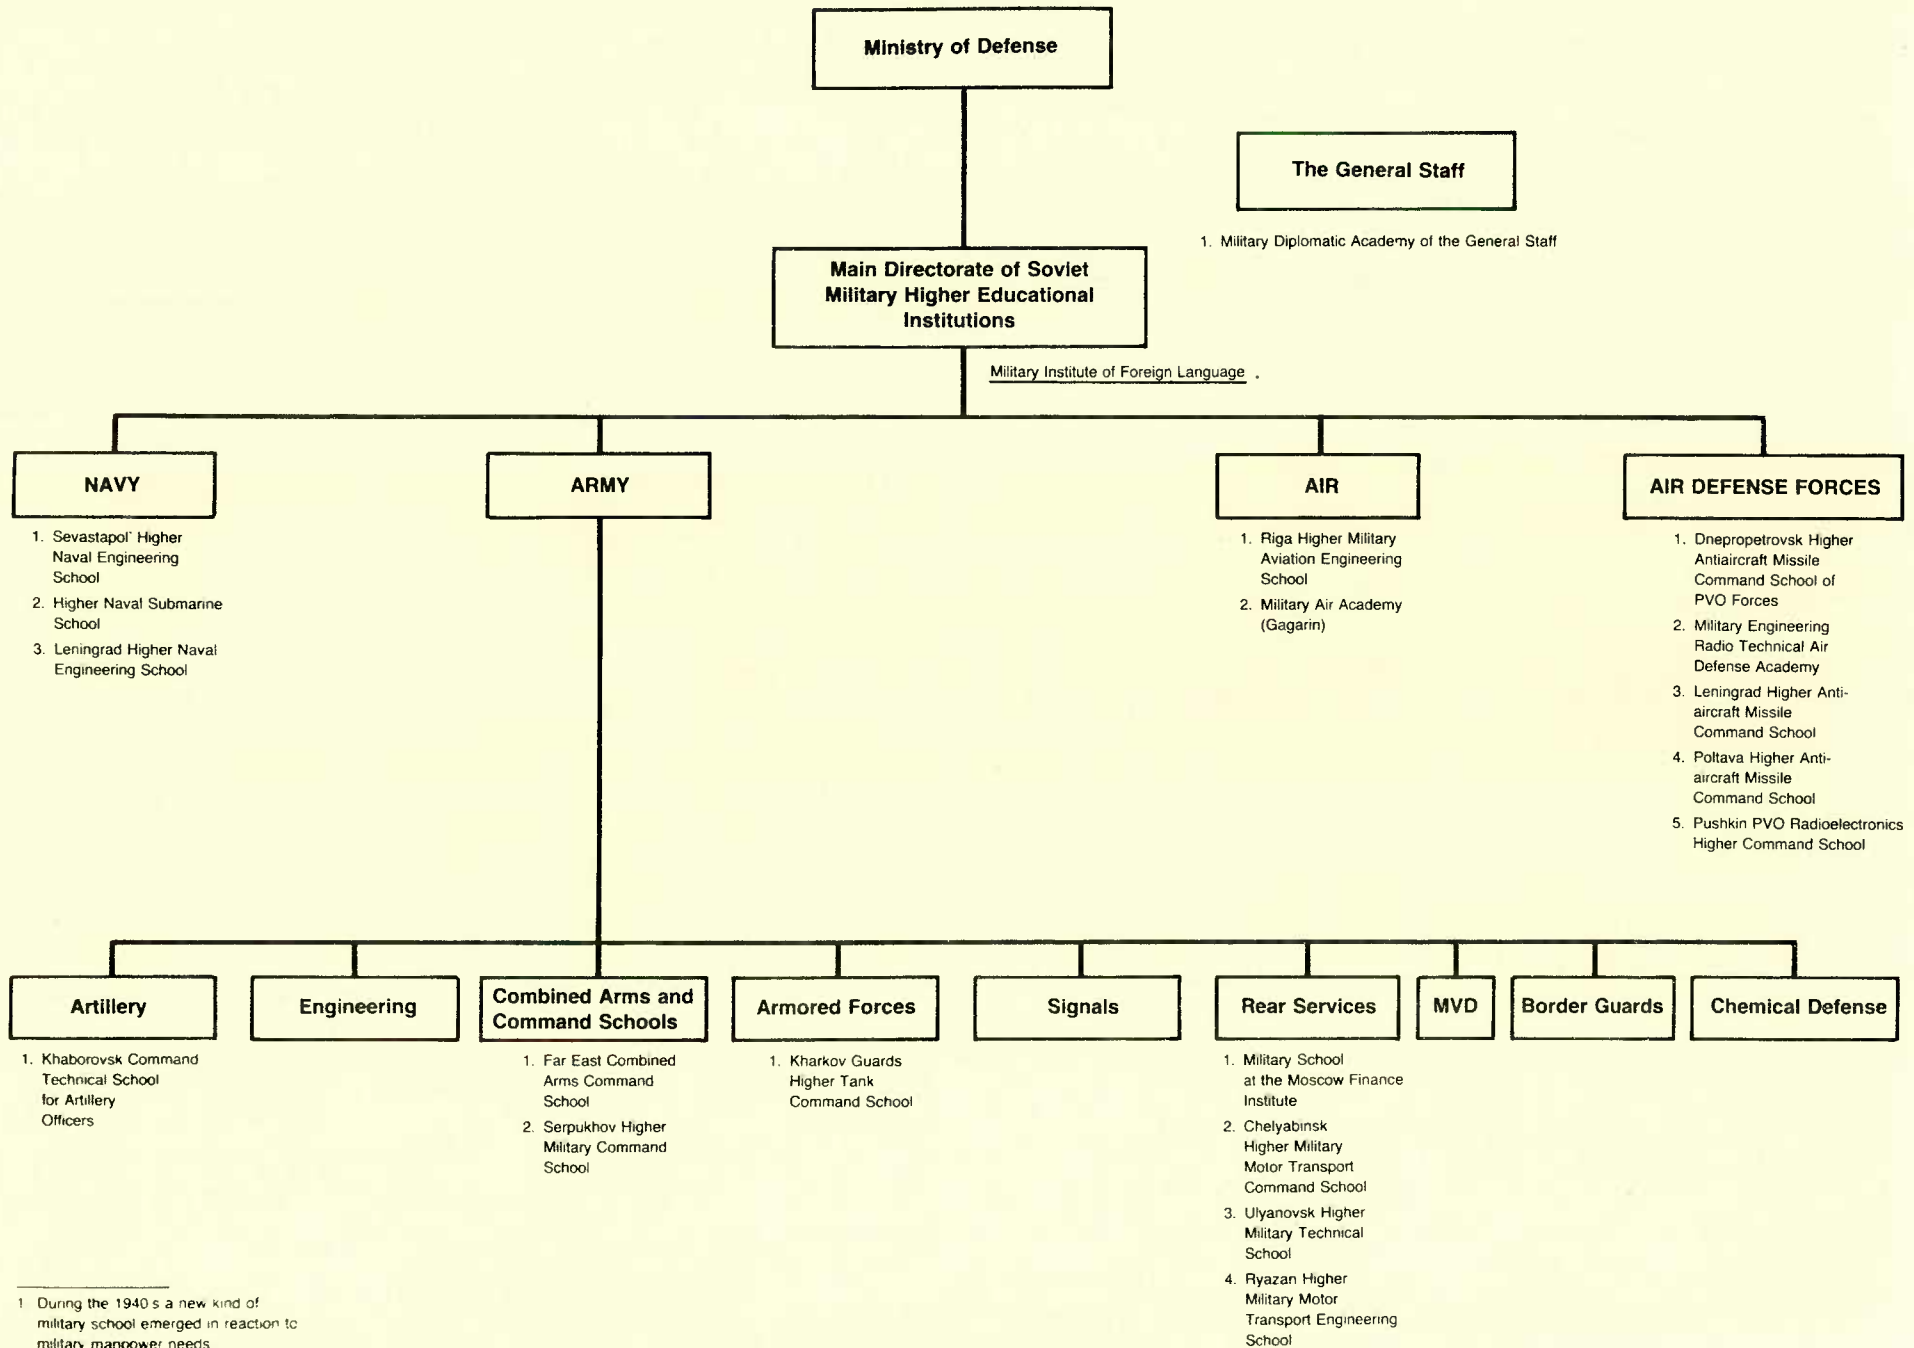 Ministry of Defense
The General Staff
1. Military Diplomatic Academy of the General Staff
Main Directorate of Soviet
Military Higher Educational
Institutions
Military Institute of Foreign Language .
NAVY
1. Sevastapol' Higher
Naval Engineering
School
2. Higher Naval Submarine
School
3. Leningrad Higher Naval
Engineering School
ARMY
AIR
1. Riga Higher Military
Aviation Engineering
School
2. Military Air Academy
(Gagarin)
AIR DEFENSE FORCES
1. Dnepropetrovsk Higher
Antiaircraft Missile
Command School of
PVO Forces
2. Military Engineering
Radio Technical Air
Defense Academy
3. Leningrad Higher Anti-
aircraft Missile
Command School
4. Poltava Higher Anti-
aircraft Missile
Command School
5. Pushkin PVO Radioelectronics
Higher Command School
Artillery
1. Khaborovsk Command
Technical School
for Artillery
Officers
Engineering
Combined Arms and
Command Schools
1. Far East Combined
Arms Command
School
2. Serpukhov Higher
Military Command
School
Armored Forces
1. Kharkov Guards
Higher Tank
Command School
Signals
Rear Services
1. Military School
at the Moscow Finance
Institute
2. Chelyabinsk
Higher Military
Motor Transport
Command School
3. Ulyanovsk Higher
Military Technical
School
4. Ryazan Higher
Military Motor
Transport Engineering
School
MVD
Border Guards
Chemical Defense
1 During the 1940s a new kind of
military school emerged in reaction to
military manpower needs